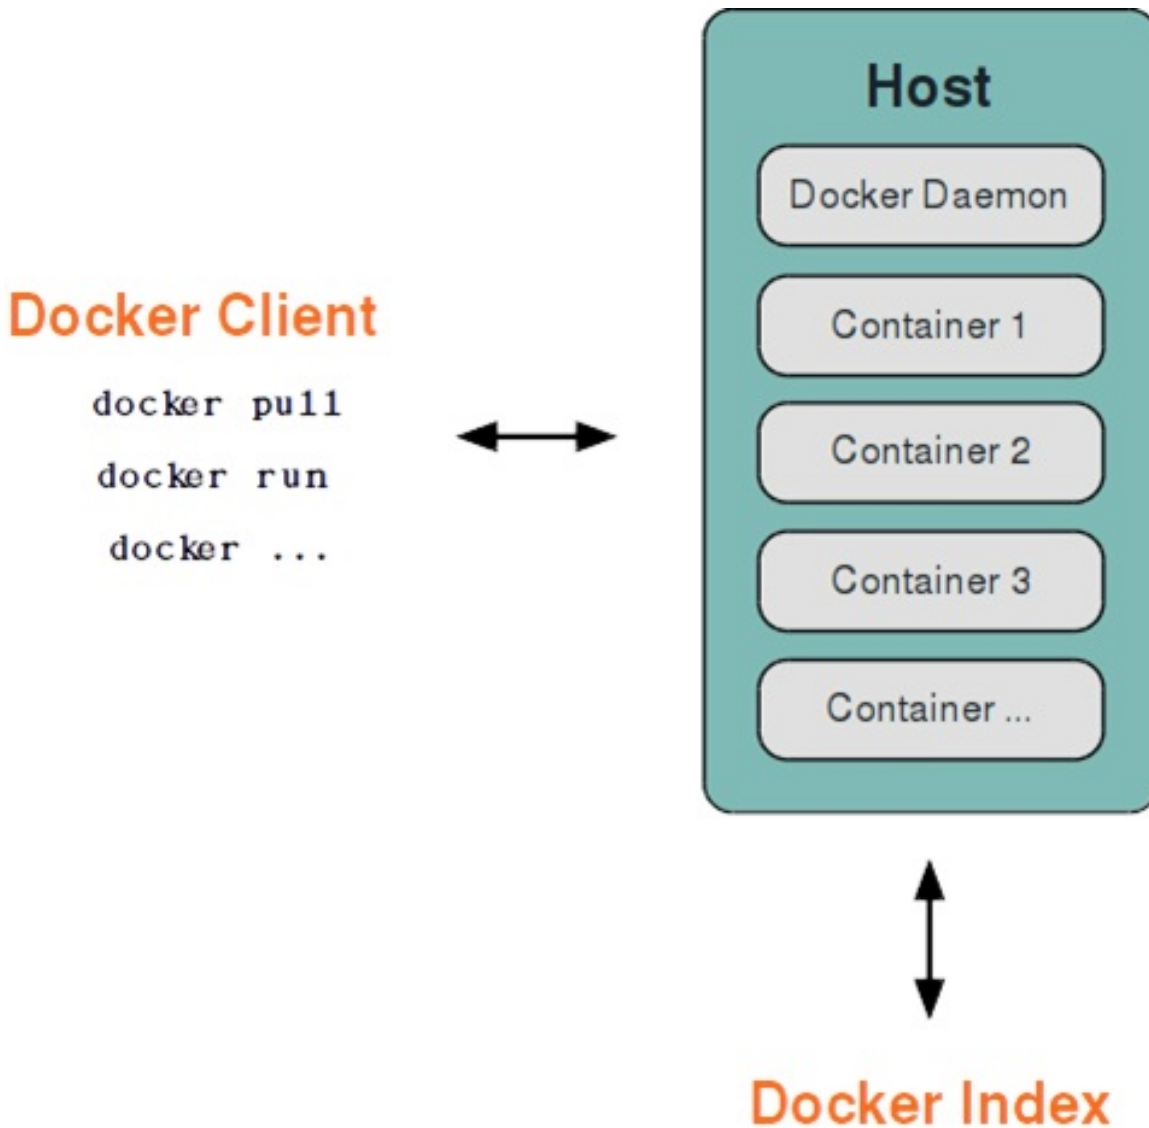 Host
Docker Daemon
Container 1
Container 2
Container 3
Container ...
Docker Client
docker pull
docker run
docker ...
Docker Index